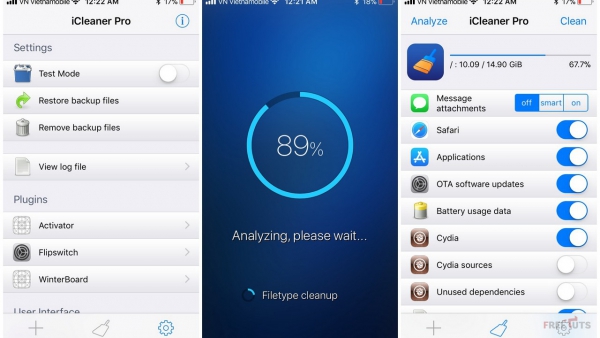 VN Vietnamobile 12:22 AM 17%
iCleaner Pro
Settings
Test Mode
Restore backup files
Remove backup files
View log file
Plugins
Activator
Flipswitch
WinterBoard
User Interface
VN Vietnamobile 12:21 AM 18%
89%
Analyzing, please wait...
Filetype cleanup
VN Vietnamobile 12:22 AM 17%
Analyze iCleaner Pro Clean
/ : 10.09 / 14.90 GiB 67.7%
Message attachments off smart on
Safari
Applications
OTA software updates
Battery usage data
Cydia
Cydia sources
Unused dependencies
FREETUTS